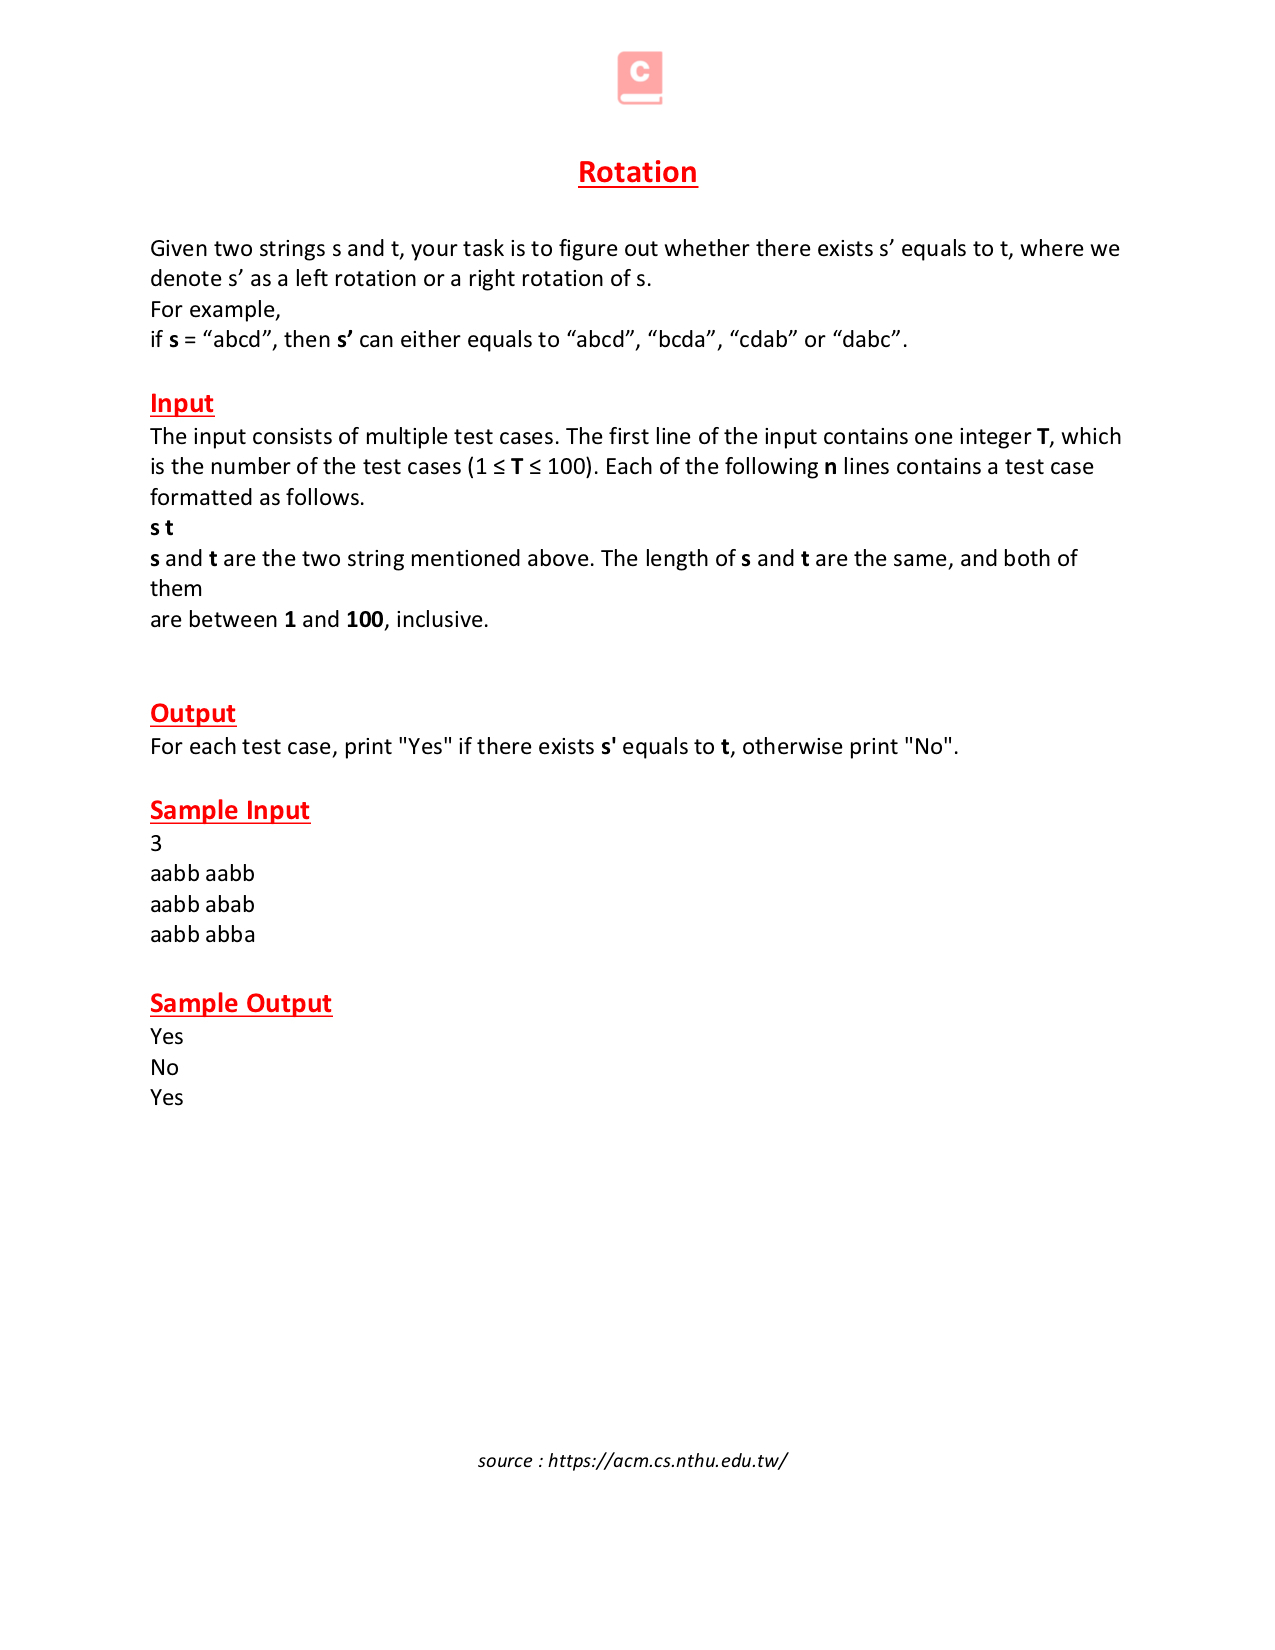 C
Rotation
Given two strings s and t, your task is to figure out whether there exists s’ equals to t, where we
denote s’ as a left rotation or a right rotation of s.
For example,
if s = “abcd”, then s’ can either equals to “abcd”, “bcda”, “cdab” or “dabc”.
Input
The input consists of multiple test cases. The first line of the input contains one integer T, which
is the number of the test cases (1 ≤ T ≤ 100). Each of the following n lines contains a test case
formatted as follows.
s t
s and t are the two string mentioned above. The length of s and t are the same, and both of
them
are between 1 and 100, inclusive.
Output
For each test case, print "Yes" if there exists s' equals to t, otherwise print "No".
Sample Input
3
aabb aabb
aabb abab
aabb abba
Sample Output
Yes
No
Yes
source : https://acm.cs.nthu.edu.tw/